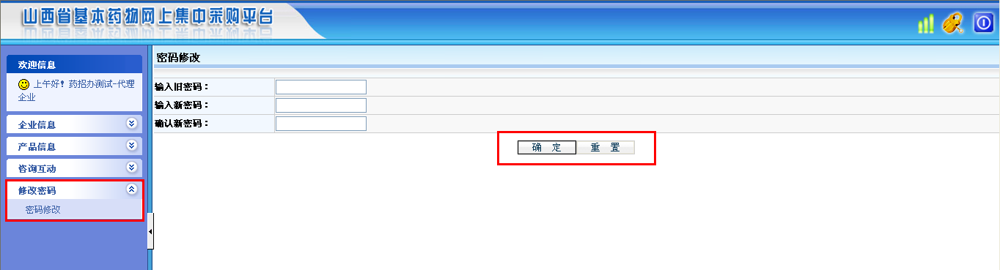 山西省基本药物网上集中采购平台
欢迎信息
上午好！药招办测试-代理
企业
企业信息
产品信息
咨询互动
修改密码
密码修改
密码修改
输入旧密码：
输入新密码：
确认新密码：
确 定 重 置